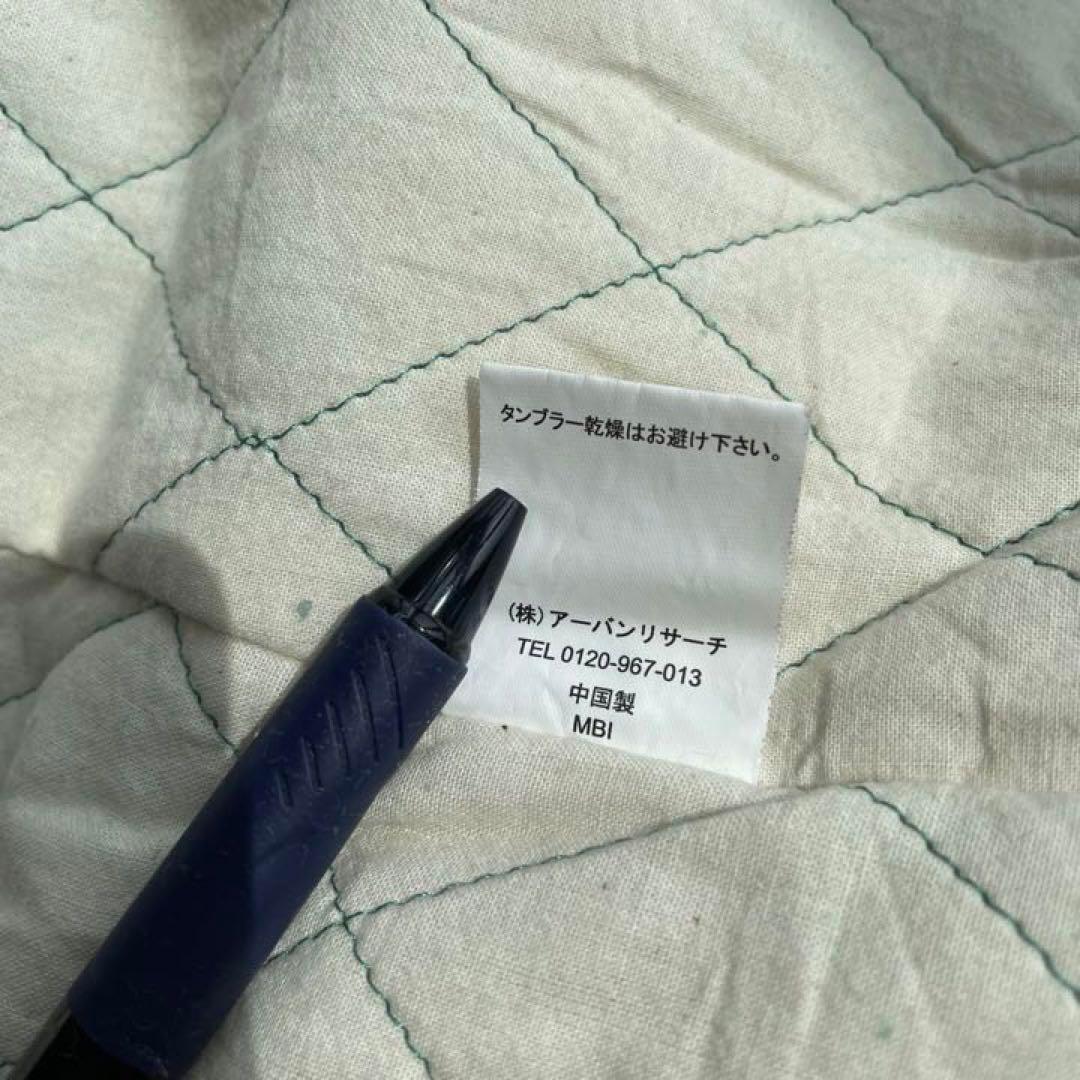 タンブラー乾燥はお避け下さい。
(株)アーバンリサーチ
TEL 0120-967-013
中国製
MBI